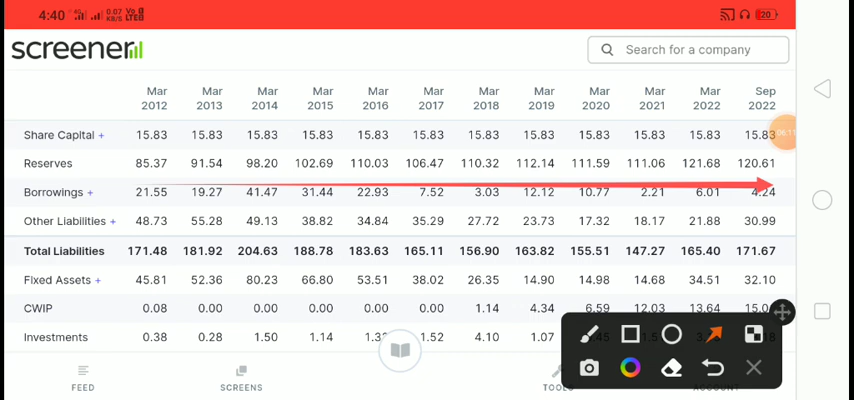 4:40 4G 0.07 KB/S Vo LTE 20
screener Search for a company
Mar 2012 Mar 2013 Mar 2014 Mar 2015 Mar 2016 Mar 2017 Mar 2018 Mar 2019 Mar 2020 Mar 2021 Mar 2022 Sep 2022
Share Capital + 15.83 15.83 15.83 15.83 15.83 15.83 15.83 15.83 15.83 15.83 15.83 15.83
06:11
Reserves 85.37 91.54 98.20 102.69 110.03 106.47 110.32 112.14 111.59 111.06 121.68 120.61
Borrowings + 21.55 19.27 41.47 31.44 22.93 7.52 3.03 12.12 10.77 2.21 6.01 4.24
Other Liabilities + 48.73 55.28 49.13 38.82 34.84 35.29 27.72 23.73 17.32 18.17 21.88 30.99
Total Liabilities 171.48 181.92 204.63 188.78 183.63 165.11 156.90 163.82 155.51 147.27 165.40 171.67
Fixed Assets + 45.81 52.36 80.23 66.80 53.51 38.02 26.35 14.90 14.98 14.68 34.51 32.10
CWIP 0.08 0.00 0.00 0.00 0.00 0.00 1.14 4.34 6.59 12.03 13.64
Investments 0.38 0.28 1.50 1.14 1.52 4.10 1.07
FEED SCREENS TOOLS ACCOUNT